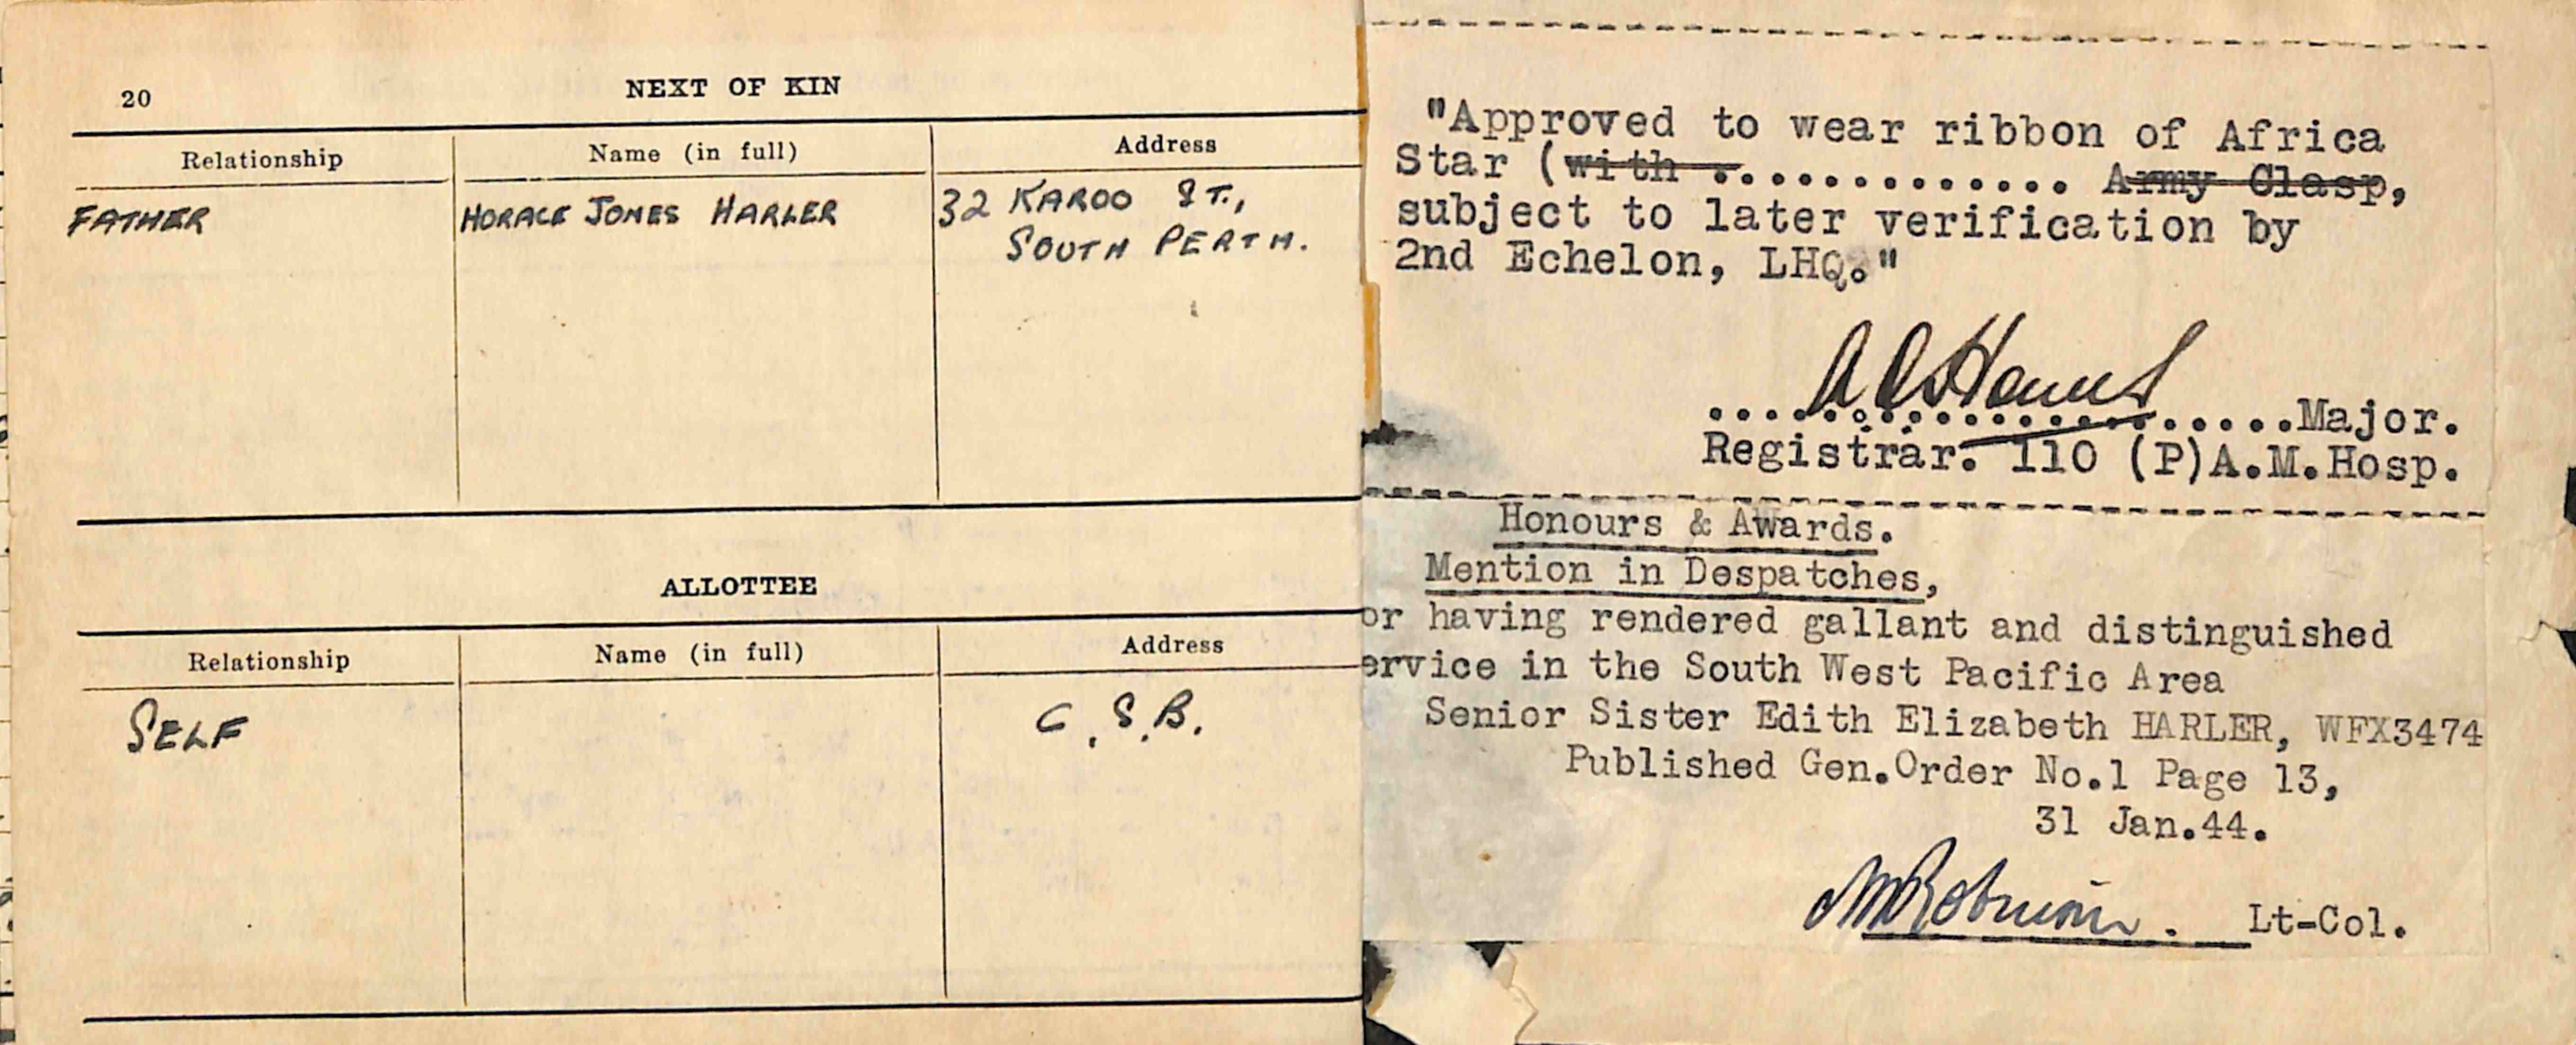 20
NEXT OF KIN
Relationship Name (in full) Address
FATHER HORACE JONES HARLER 32 KAROO ST.,
SOUTH PERTH.
ALLOTTEE
Relationship Name (in full) Address
SELF C.S.B.
"Approved to wear ribbon of Africa
Star (with .............. Army Clasp,
subject to later verification by
2nd Echelon, LHQ."
........................Major.
Registrar. 110 (P)A.M.Hosp.
Honours & Awards.
Mention in Despatches,
or having rendered gallant and distinguished
ervice in the South West Pacific Area
Senior Sister Edith Elizabeth HARLER, WFX3474
Published Gen.Order No.1 Page 13,
31 Jan.44.
Lt-Col.